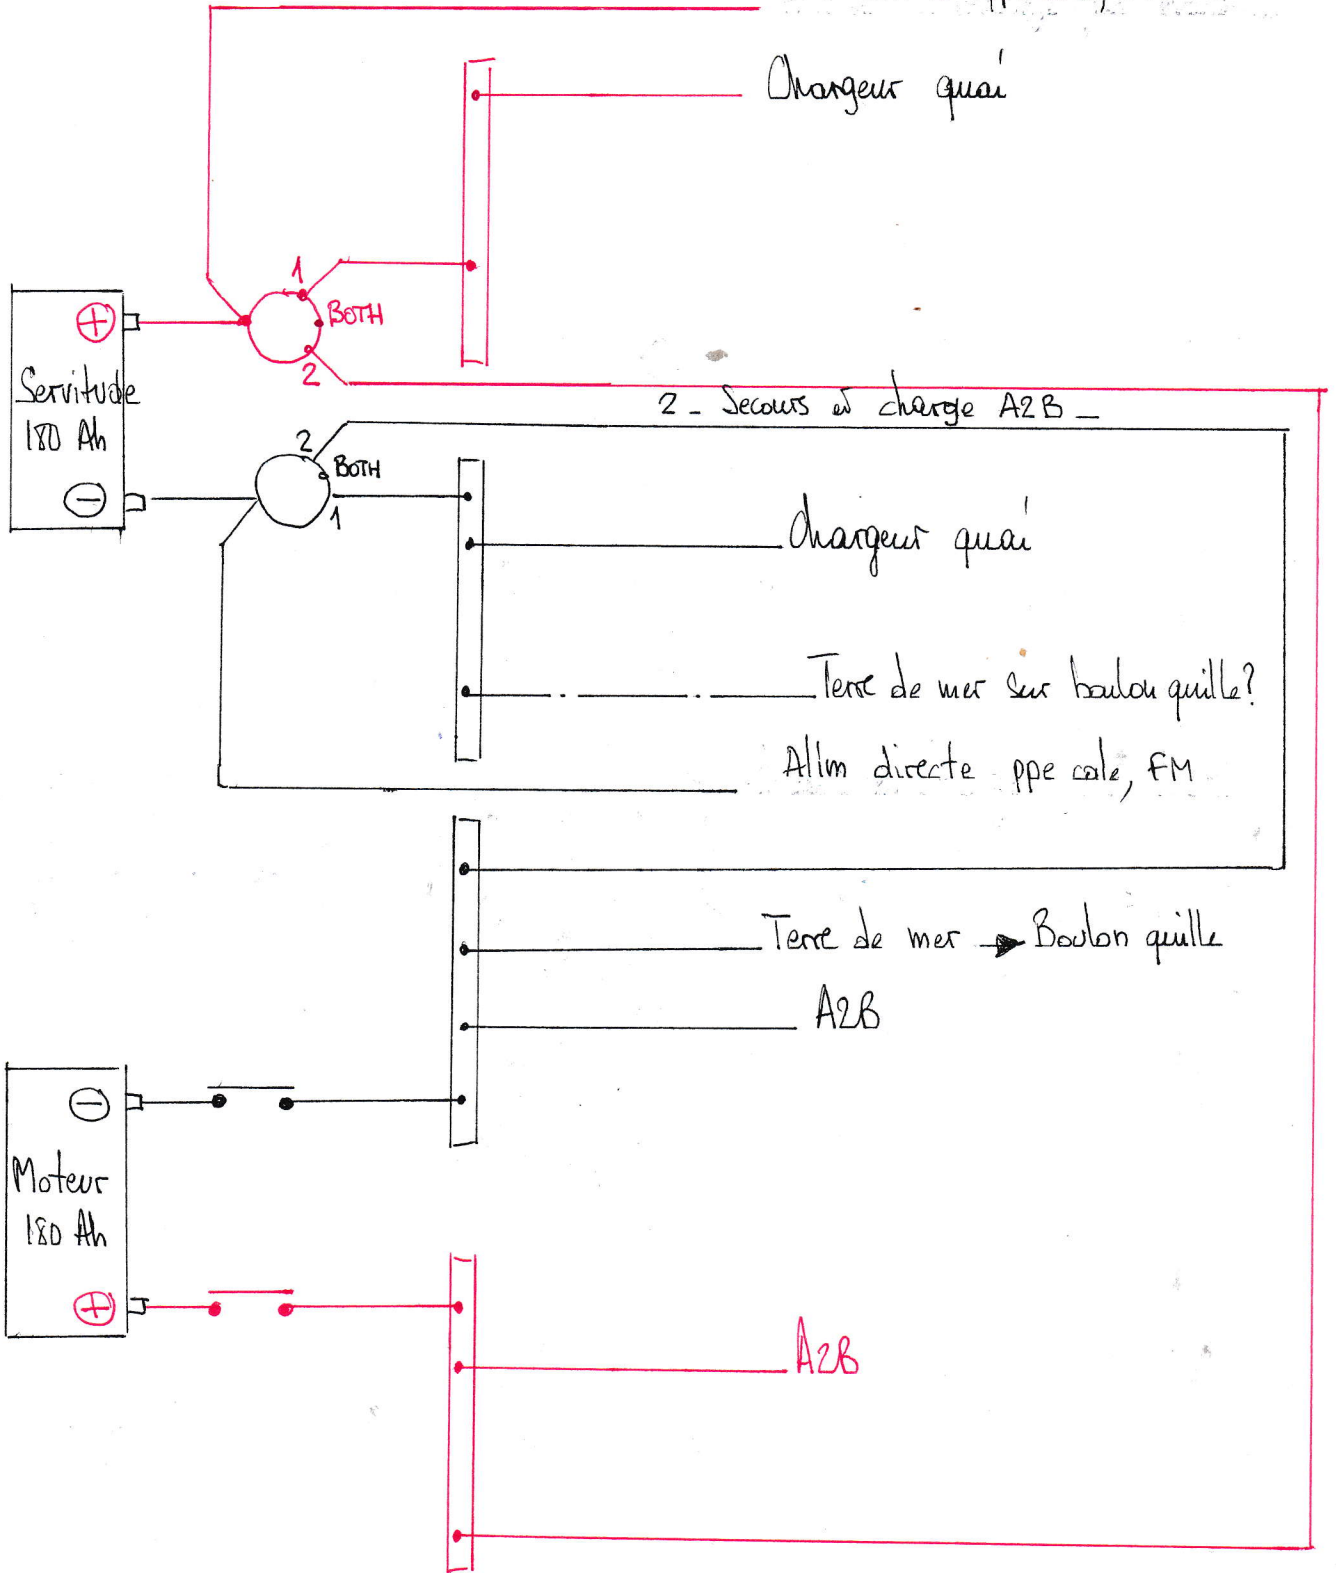 Chargeur quai
1
BOTH
2
+
Servitude
180 Ah
-
2 - Secours et charge A2B -
2
BOTH
1
Chargeur quai
Terre de mer sur boulon quille?
Alim directe ppe cale, FM
Terre de mer → Boulon quille
A2B
-
Moteur
180 Ah
+
A2B